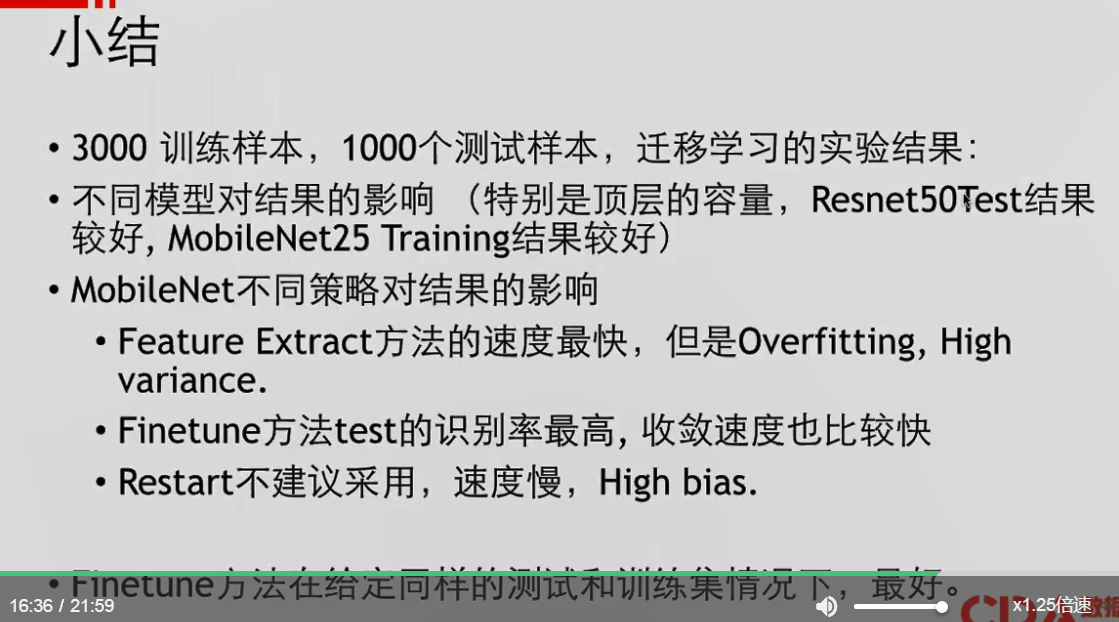 小结
• 3000 训练样本，1000个测试样本，迁移学习的实验结果：
• 不同模型对结果的影响 （特别是顶层的容量，Resnet50Test结果
较好, MobileNet25 Training结果较好）
• MobileNet不同策略对结果的影响
• Feature Extract方法的速度最快，但是Overfitting, High
variance.
• Finetune方法test的识别率最高, 收敛速度也比较快
• Restart不建议采用，速度慢，High bias.
• Finetune方法在给定同样的测试和训练集情况下，最好。
16:36 / 21:59
x1.25倍速
CDA数据